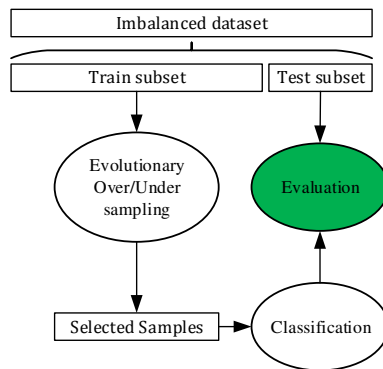 Imbalanced dataset
Train subset
Test subset
Evolutionary
Over/Under
sampling
Evaluation
Selected Samples
Classification